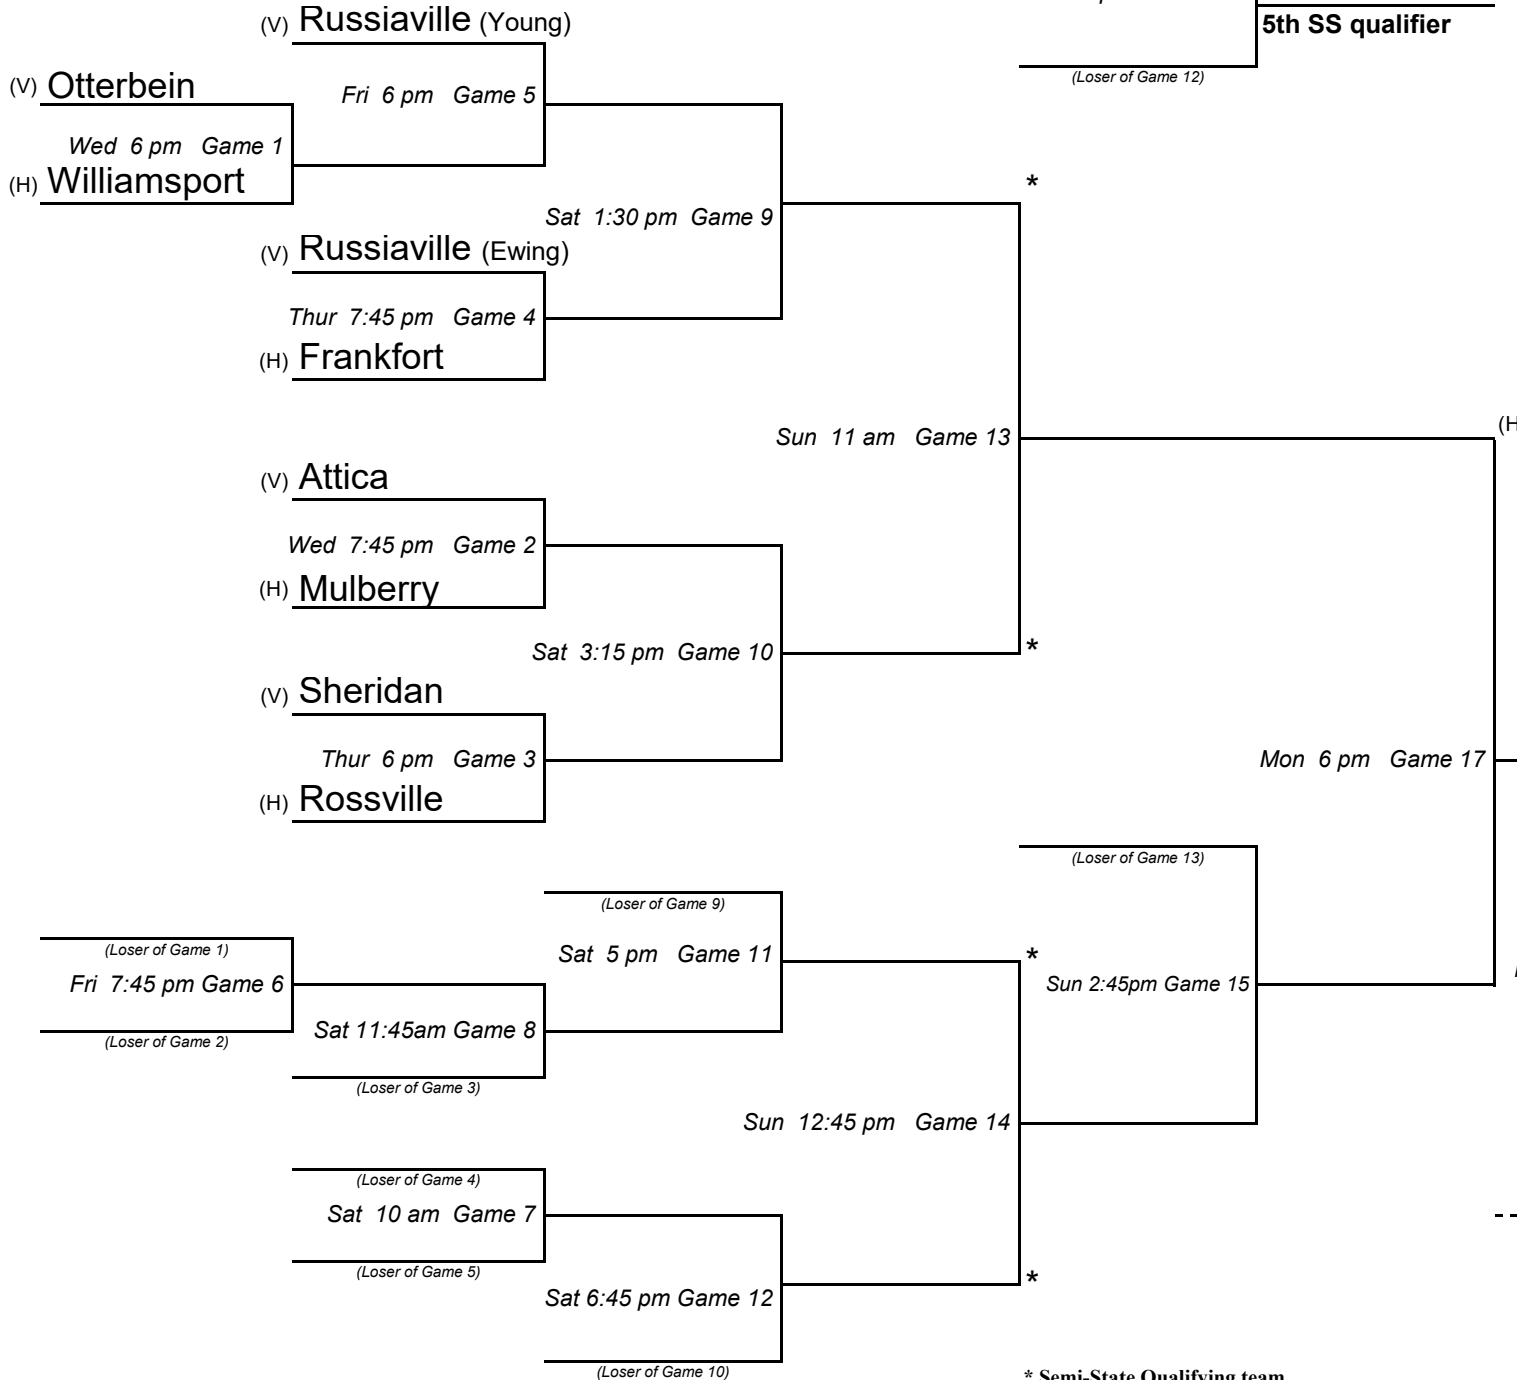 5th SS qualifier
(Loser of Game 12)
(V) Russiaville (Young)
(V) Otterbein
Fri 6 pm Game 5
Wed 6 pm Game 1
(H) Williamsport
*
Sat 1:30 pm Game 9
(V) Russiaville (Ewing)
Thur 7:45 pm Game 4
(H) Frankfort
Sun 11 am Game 13
(H
(V) Attica
Wed 7:45 pm Game 2
(H) Mulberry
Sat 3:15 pm Game 10
*
(V) Sheridan
Thur 6 pm Game 3
Mon 6 pm Game 17
(H) Rossville
(Loser of Game 13)
(Loser of Game 9)
(Loser of Game 1)
Sat 5 pm Game 11
*
Fri 7:45 pm Game 6
Sun 2:45pm Game 15
(Loser of Game 2)
Sat 11:45am Game 8
(Loser of Game 3)
Sun 12:45 pm Game 14
(Loser of Game 4)
Sat 10 am Game 7
(Loser of Game 5)
*
Sat 6:45 pm Game 12
(Loser of Game 10)
* Semi-State Qualifying team